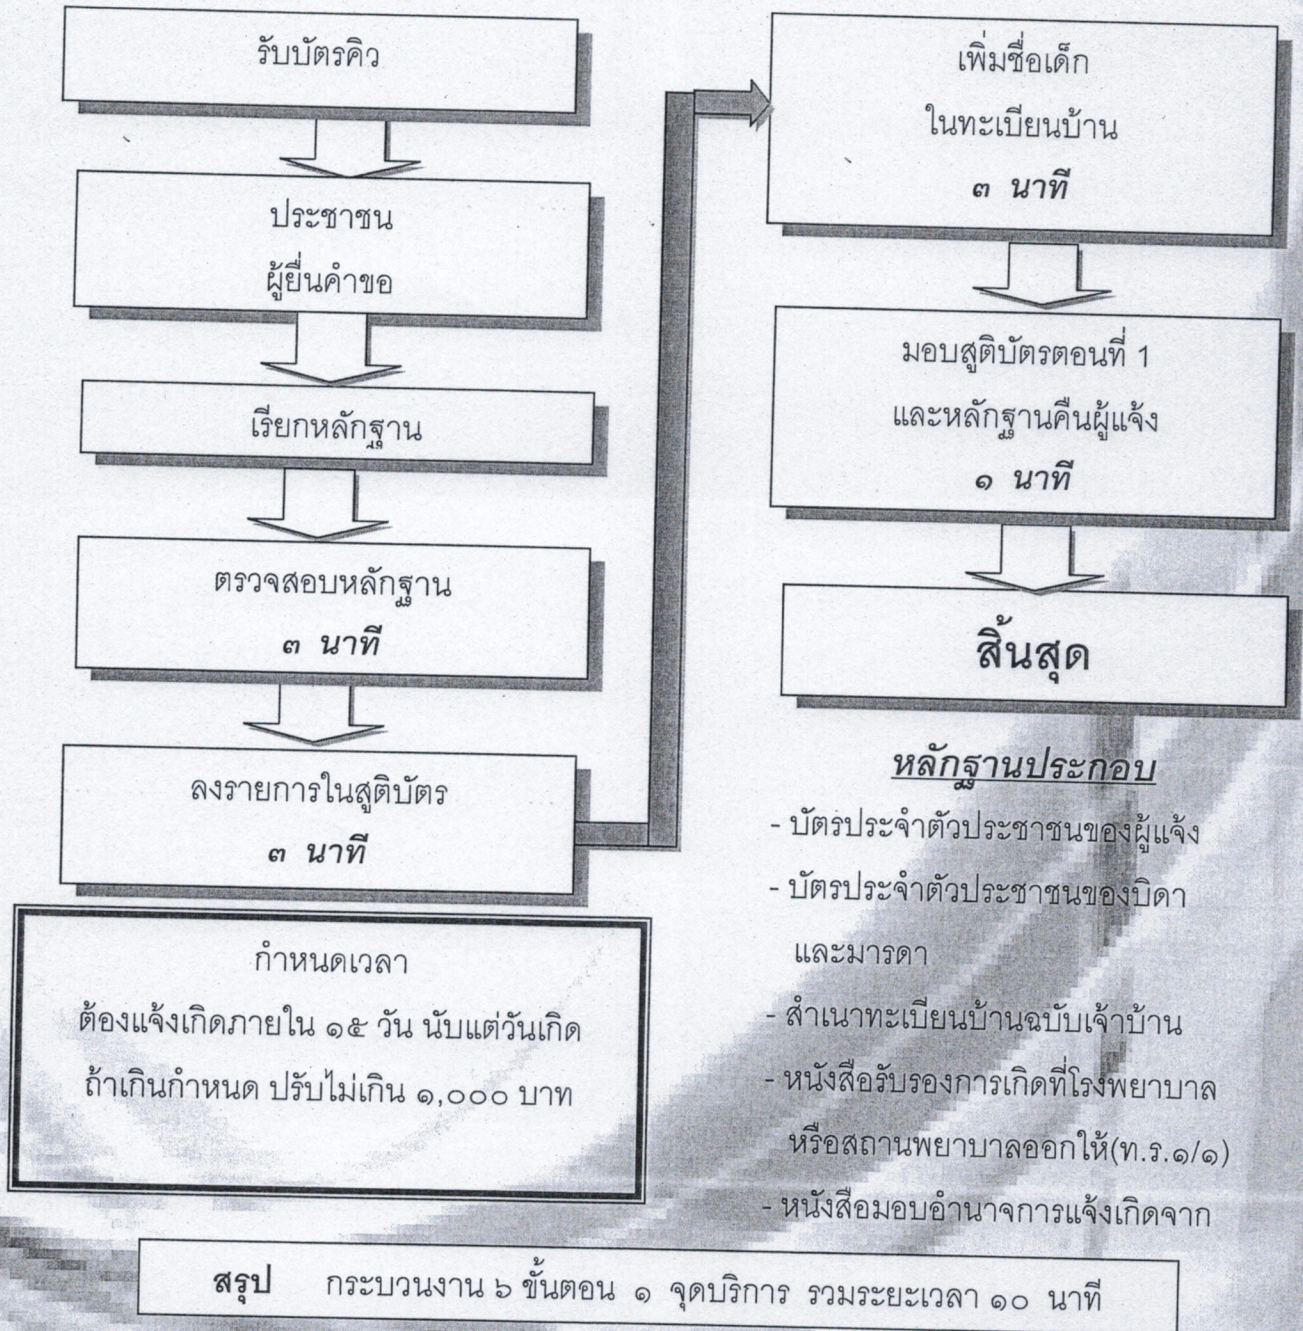 รับบัตรคิว
ประชาชน
ผู้ยื่นคำขอ
เรียกหลักฐาน
ตรวจสอบหลักฐาน
๓ นาที
ลงรายการในสูติบัตร
๓ นาที
กำหนดเวลา
ต้องแจ้งเกิดภายใน ๑๕ วัน นับแต่วันเกิด
ถ้าเกินกำหนด ปรับไม่เกิน ๑,๐๐๐ บาท
เพิ่มชื่อเด็ก
ในทะเบียนบ้าน
๓ นาที
มอบสูติบัตรตอนที่ 1
และหลักฐานคืนผู้แจ้ง
๑ นาที
สิ้นสุด
หลักฐานประกอบ
- บัตรประจำตัวประชาชนของผู้แจ้ง
- บัตรประจำตัวประชาชนของบิดา
และมารดา
- สำเนาทะเบียนบ้านฉบับเจ้าบ้าน
- หนังสือรับรองการเกิดที่โรงพยาบาล
หรือสถานพยาบาลออกให้(ท.ร.๑/๑)
- หนังสือมอบอำนาจการแจ้งเกิดจาก
สรุป กระบวนงาน ๖ ขั้นตอน ๑ จุดบริการ รวมระยะเวลา ๑๐ นาที